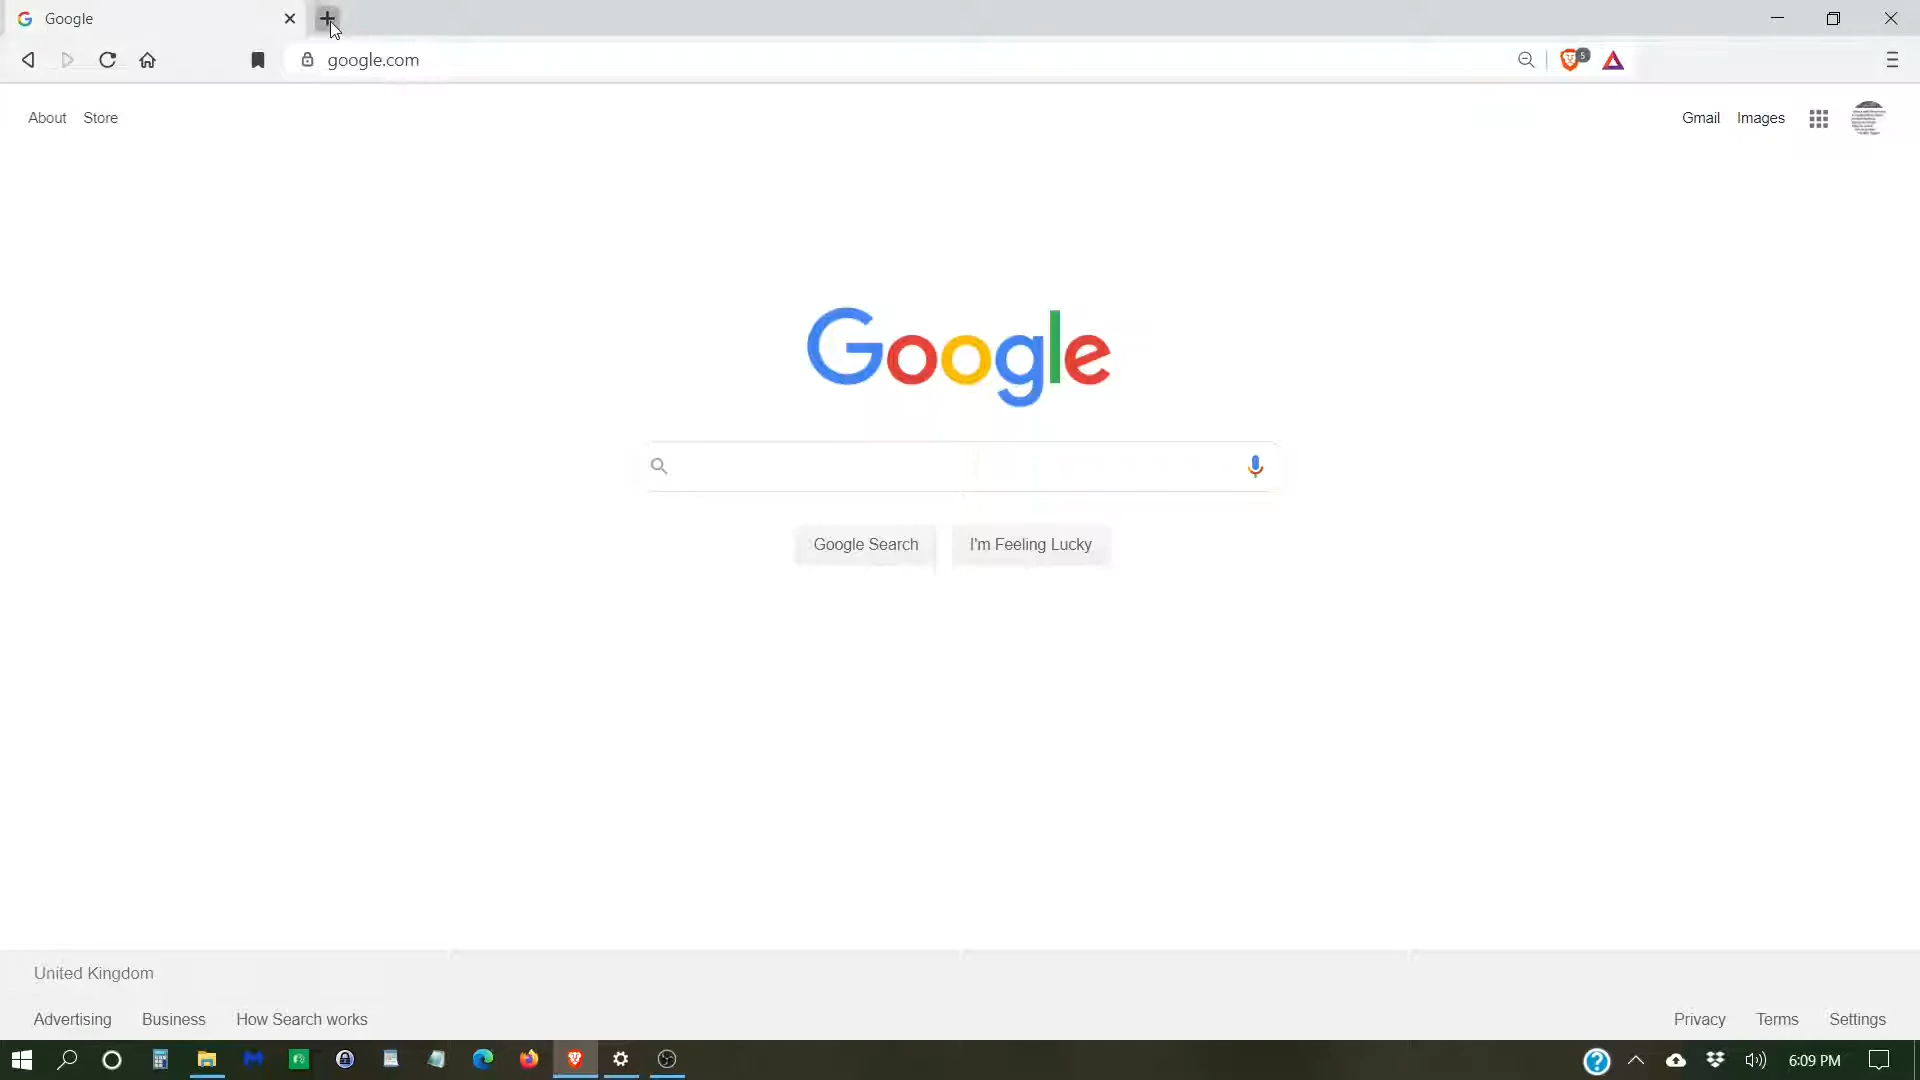 Google
google.com
5
About Store
Gmail Images
Google
Google Search I'm Feeling Lucky
United Kingdom
Advertising Business How Search works
Privacy Terms Settings
6:09 PM